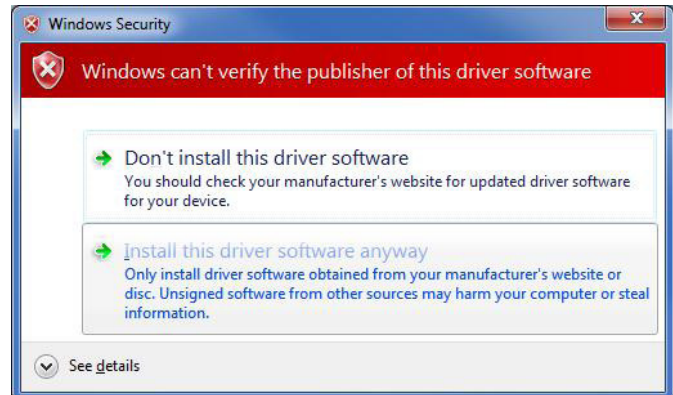 Windows Security
Windows can't verify the publisher of this driver software
Don't install this driver software
You should check your manufacturer's website for updated driver software
for your device.
Install this driver software anyway
Only install driver software obtained from your manufacturer's website or
disc. Unsigned software from other sources may harm your computer or steal
information.
See details